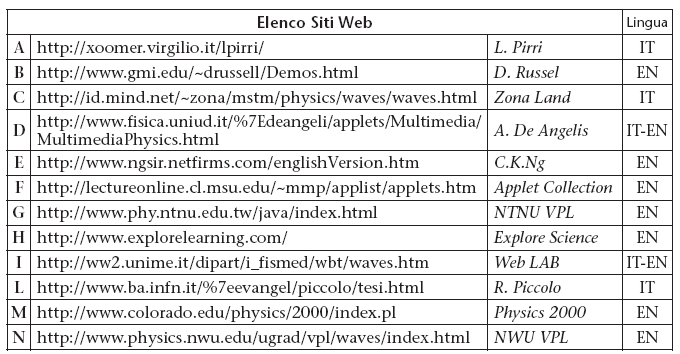 Elenco Siti Web Lingua
A http://xoomer.virgilio.it/lpirri/ L. Pirri IT
B http://www.gmi.edu/~drussell/Demos.html D. Russel EN
C http://id.mind.net/~zona/mstm/physics/waves/waves.html Zona Land IT
D http://www.fisica.uniud.it/%7Edeangeli/applets/Multimedia/
MultimediaPhysics.html A. De Angelis IT-EN
E http://www.ngsir.netfirms.com/englishVersion.htm C.K.Ng EN
F http://lectureonline.cl.msu.edu/~mmp/applist/applets.htm Applet Collection EN
G http://www.phy.ntnu.edu.tw/java/index.html NTNU VPL EN
H http://www.explorelearning.com/ Explore Science EN
I http://ww2.unime.it/dipart/i_fismed/wbt/waves.htm Web LAB IT-EN
L http://www.ba.infn.it/%7eevangel/piccolo/tesi.html R. Piccolo IT
M http://www.colorado.edu/physics/2000/index.pl Physics 2000 EN
N http://www.physics.nwu.edu/ugrad/vpl/waves/index.html NWU VPL EN